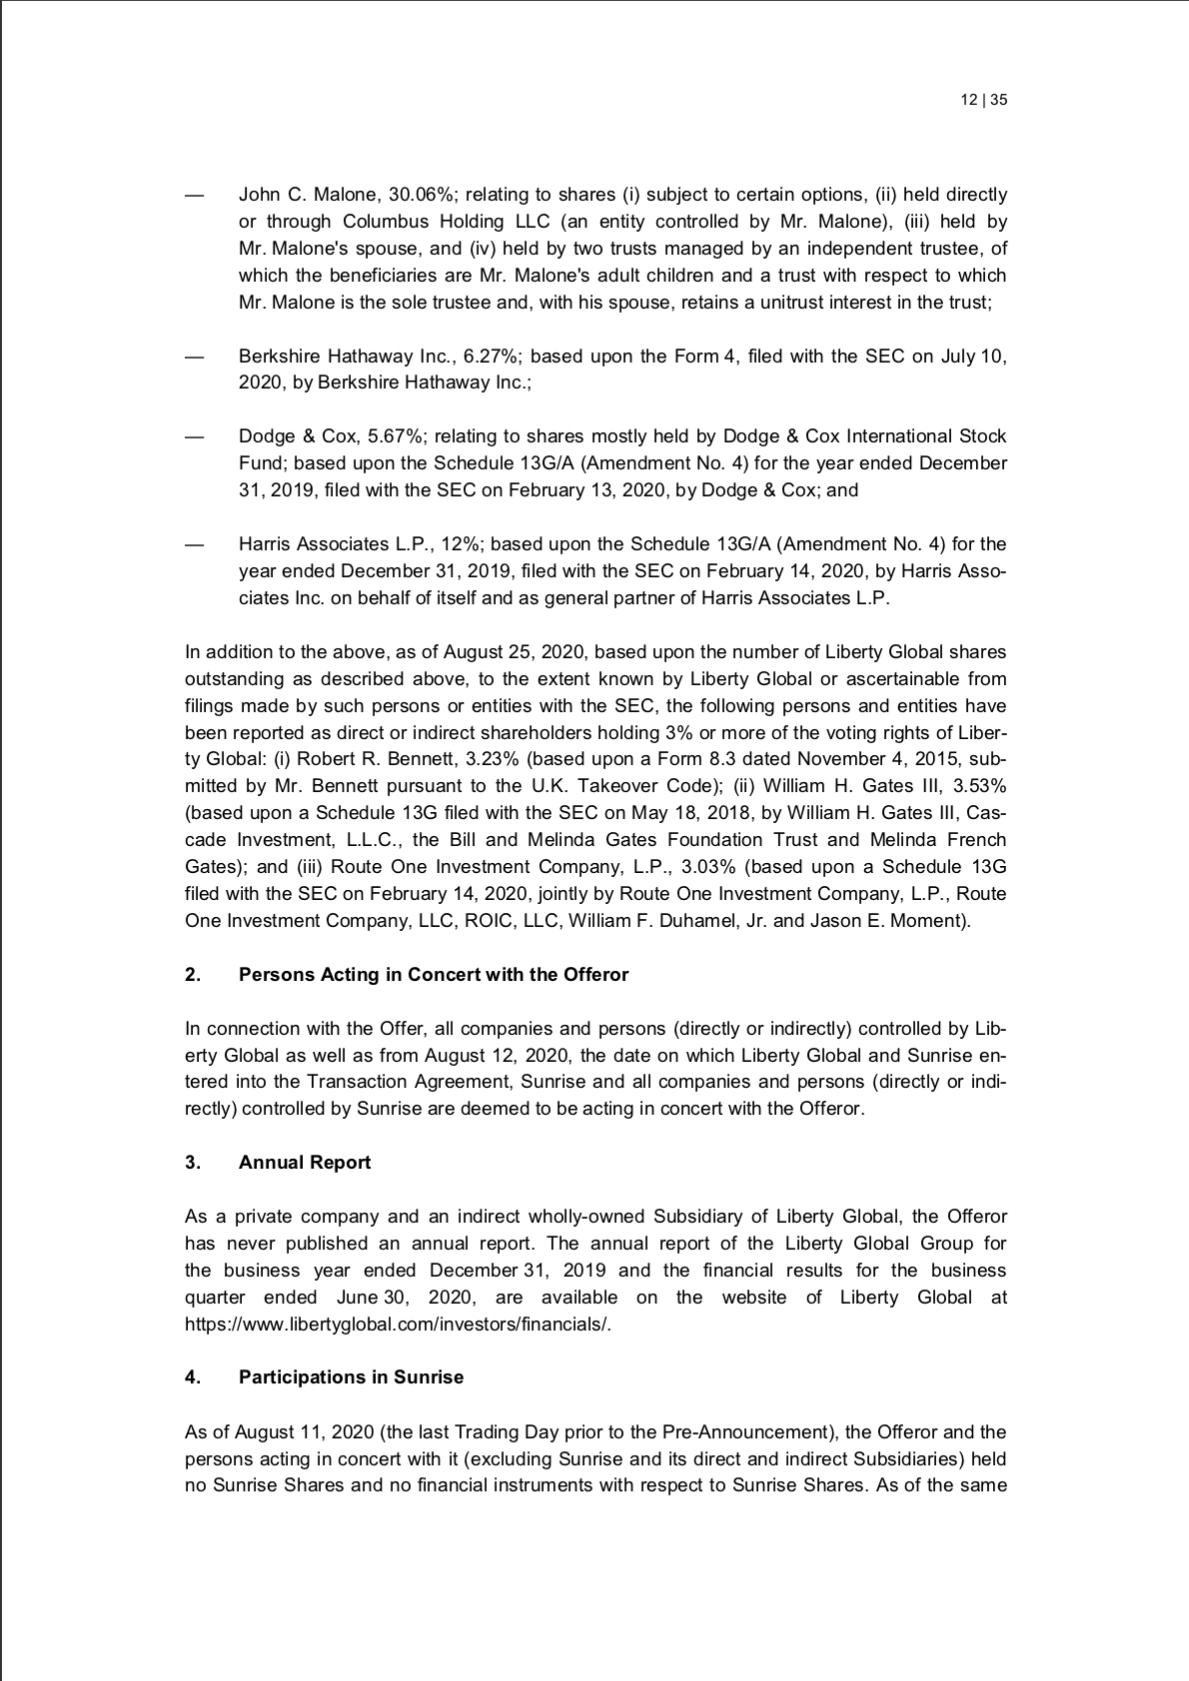 12 | 35
— John C. Malone, 30.06%; relating to shares (i) subject to certain options, (ii) held directly
or through Columbus Holding LLC (an entity controlled by Mr. Malone), (iii) held by
Mr. Malone's spouse, and (iv) held by two trusts managed by an independent trustee, of
which the beneficiaries are Mr. Malone's adult children and a trust with respect to which
Mr. Malone is the sole trustee and, with his spouse, retains a unitrust interest in the trust;
— Berkshire Hathaway Inc., 6.27%; based upon the Form 4, filed with the SEC on July 10,
2020, by Berkshire Hathaway Inc.;
— Dodge & Cox, 5.67%; relating to shares mostly held by Dodge & Cox International Stock
Fund; based upon the Schedule 13G/A (Amendment No. 4) for the year ended December
31, 2019, filed with the SEC on February 13, 2020, by Dodge & Cox; and
— Harris Associates L.P., 12%; based upon the Schedule 13G/A (Amendment No. 4) for the
year ended December 31, 2019, filed with the SEC on February 14, 2020, by Harris Asso-
ciates Inc. on behalf of itself and as general partner of Harris Associates L.P.
In addition to the above, as of August 25, 2020, based upon the number of Liberty Global shares
outstanding as described above, to the extent known by Liberty Global or ascertainable from
filings made by such persons or entities with the SEC, the following persons and entities have
been reported as direct or indirect shareholders holding 3% or more of the voting rights of Liber-
ty Global: (i) Robert R. Bennett, 3.23% (based upon a Form 8.3 dated November 4, 2015, sub-
mitted by Mr. Bennett pursuant to the U.K. Takeover Code); (ii) William H. Gates III, 3.53%
(based upon a Schedule 13G filed with the SEC on May 18, 2018, by William H. Gates III, Cas-
cade Investment, L.L.C., the Bill and Melinda Gates Foundation Trust and Melinda French
Gates); and (iii) Route One Investment Company, L.P., 3.03% (based upon a Schedule 13G
filed with the SEC on February 14, 2020, jointly by Route One Investment Company, L.P., Route
One Investment Company, LLC, ROIC, LLC, William F. Duhamel, Jr. and Jason E. Moment).
2. Persons Acting in Concert with the Offeror
In connection with the Offer, all companies and persons (directly or indirectly) controlled by Lib-
erty Global as well as from August 12, 2020, the date on which Liberty Global and Sunrise en-
tered into the Transaction Agreement, Sunrise and all companies and persons (directly or indi-
rectly) controlled by Sunrise are deemed to be acting in concert with the Offeror.
3. Annual Report
As a private company and an indirect wholly-owned Subsidiary of Liberty Global, the Offeror
has never published an annual report. The annual report of the Liberty Global Group for
the business year ended December 31, 2019 and the financial results for the business
quarter ended June 30, 2020, are available on the website of Liberty Global at
https://www.libertyglobal.com/investors/financials/.
4. Participations in Sunrise
As of August 11, 2020 (the last Trading Day prior to the Pre-Announcement), the Offeror and the
persons acting in concert with it (excluding Sunrise and its direct and indirect Subsidiaries) held
no Sunrise Shares and no financial instruments with respect to Sunrise Shares. As of the same